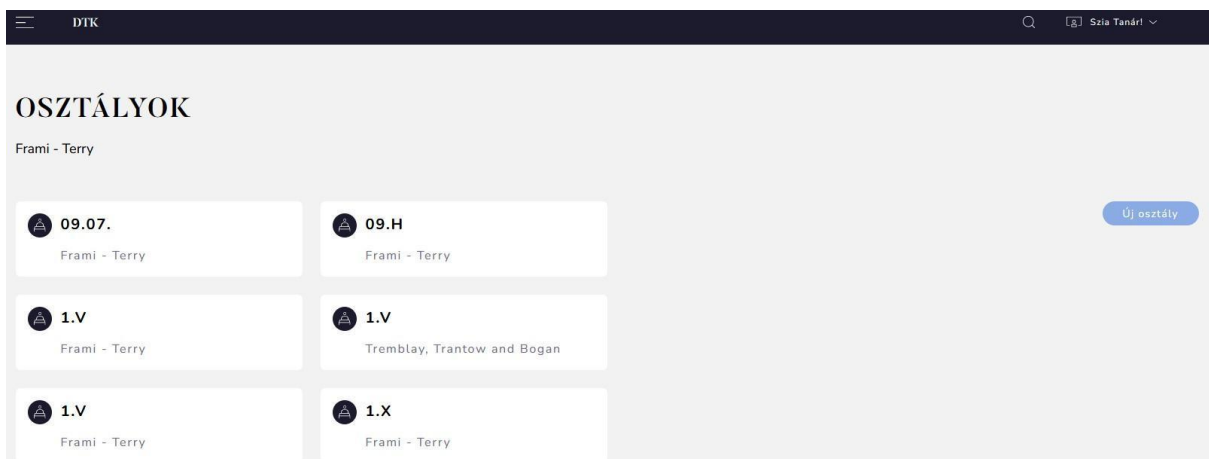 DTK
Szia Tanár!
OSZTÁLYOK
Frami - Terry
09.07.
Frami - Terry
09.H
Frami - Terry
Új osztály
1.V
Frami - Terry
1.V
Tremblay, Trantow and Bogan
1.V
Frami - Terry
1.X
Frami - Terry